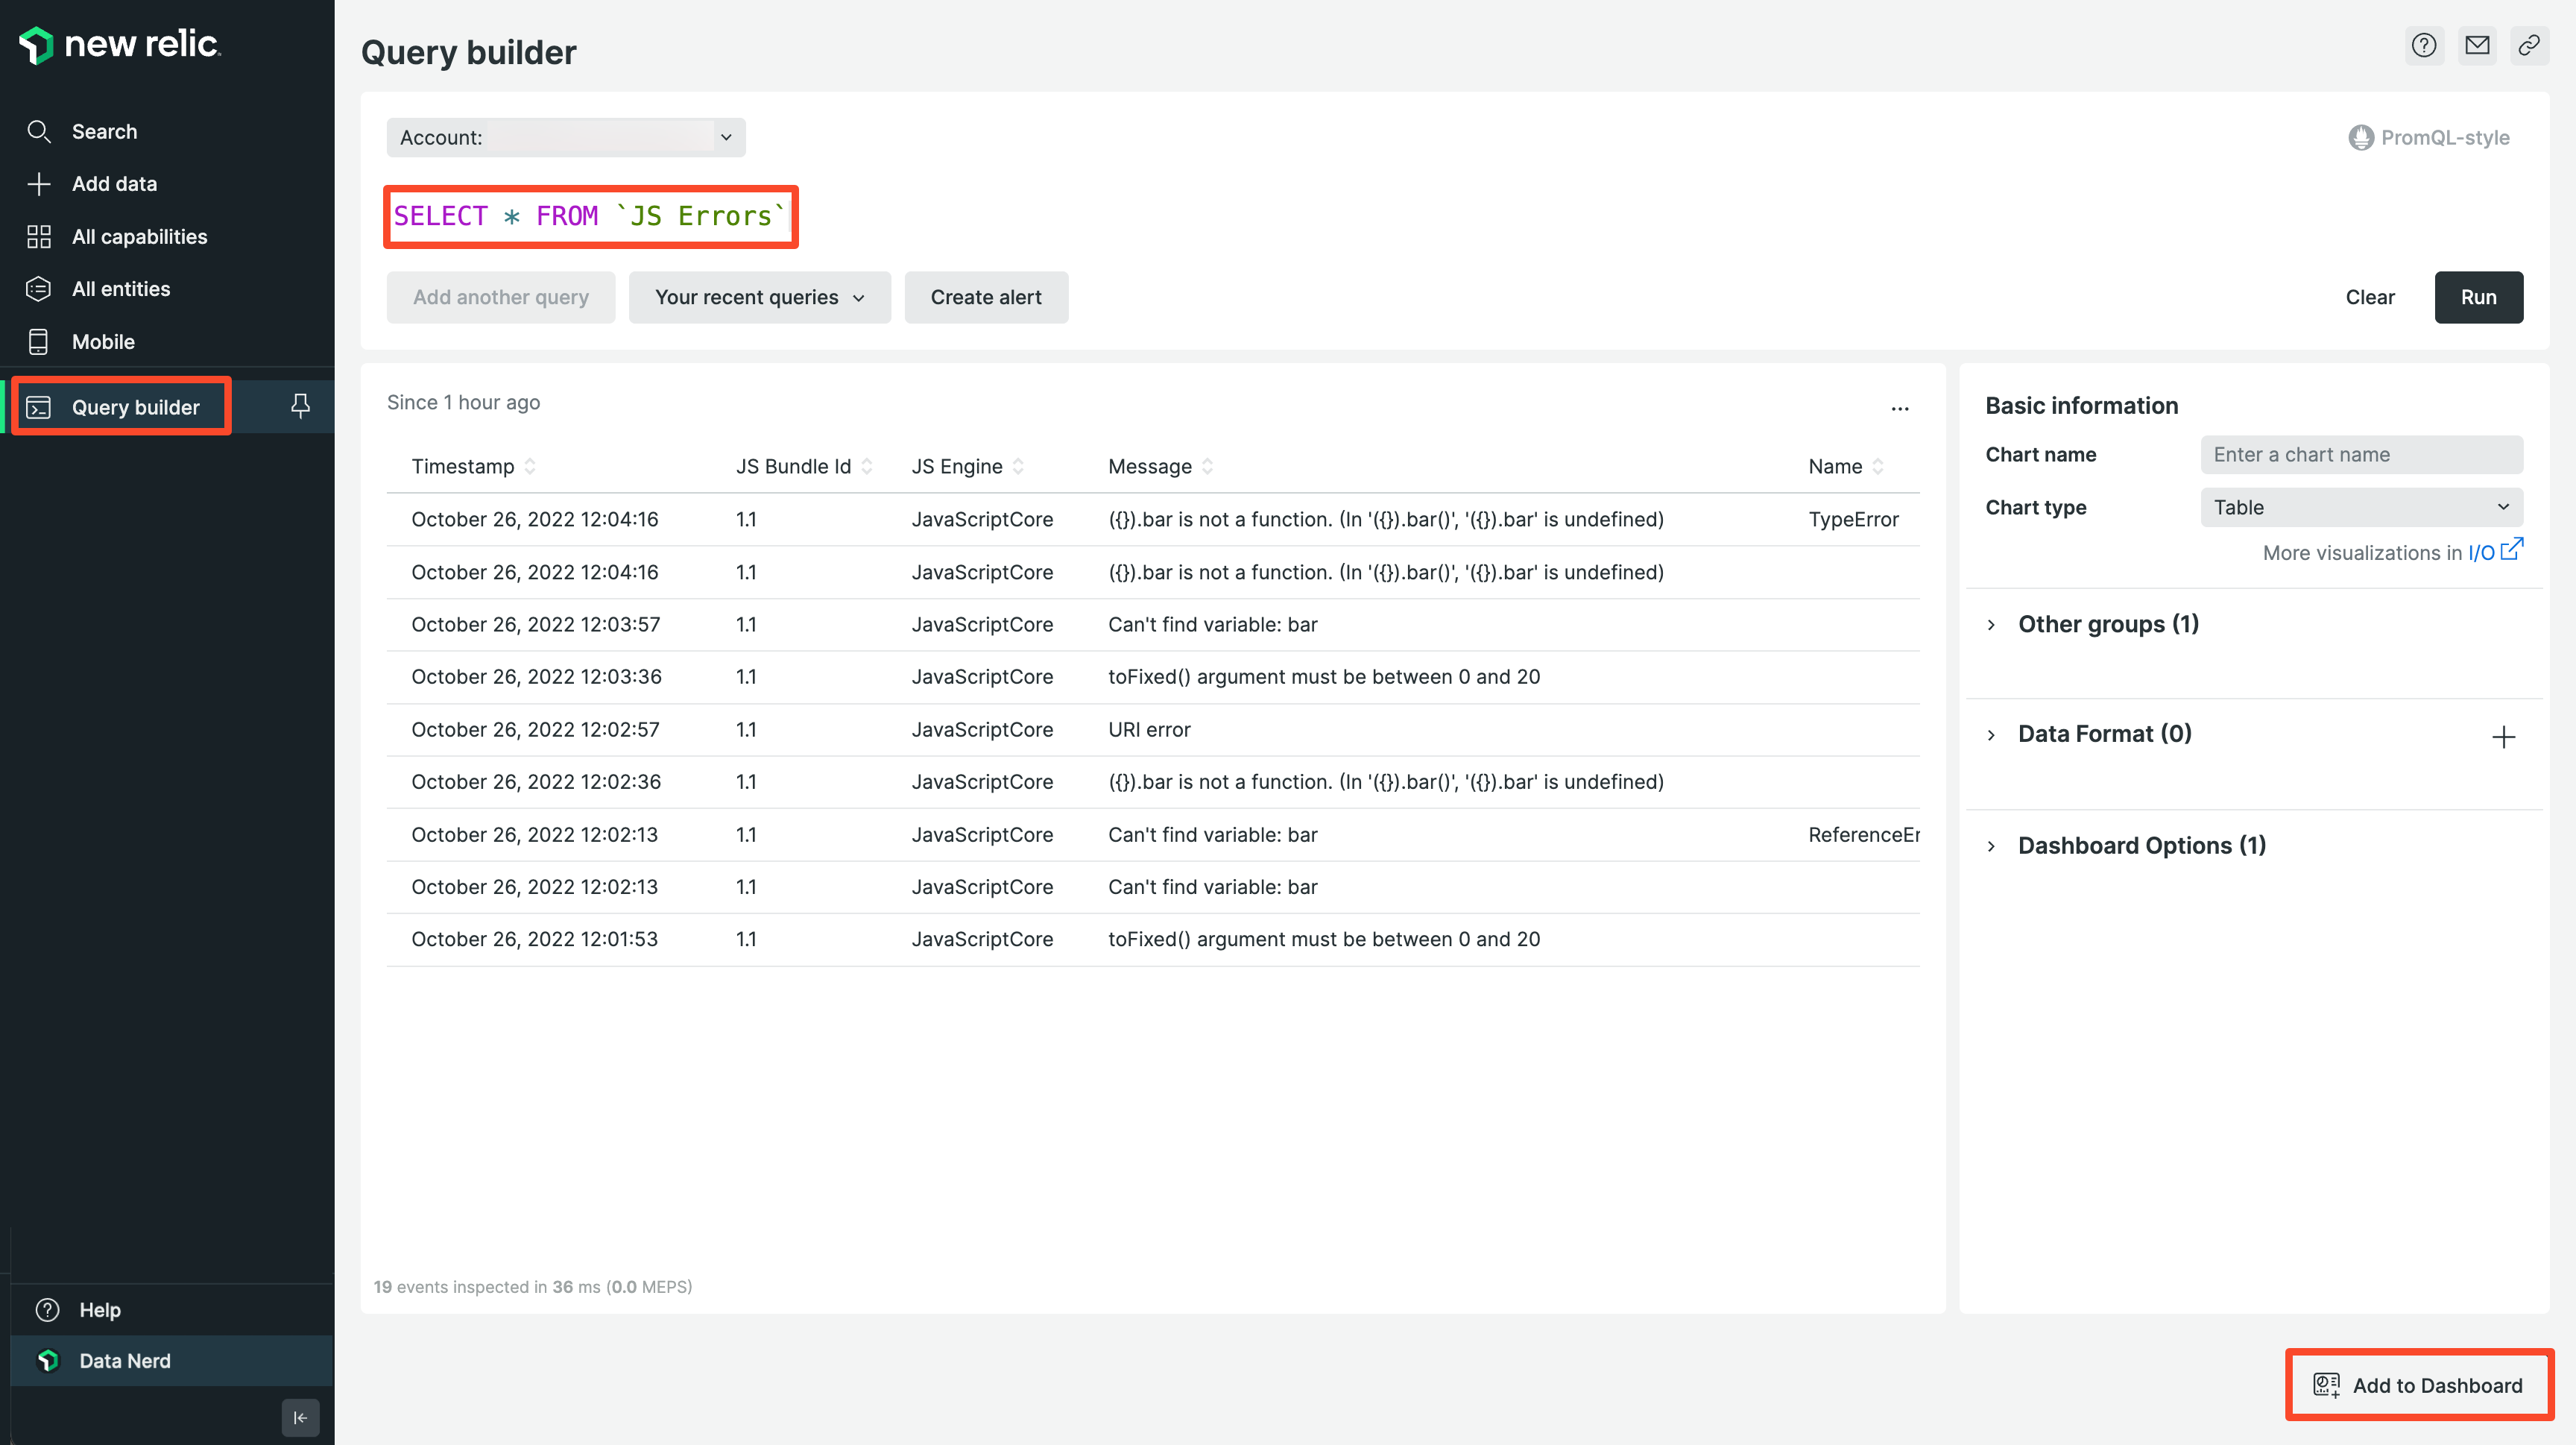 new relic.
Query builder
Search
Add data
All capabilities
All entities
Mobile
Query builder
Account:
PromQL-style
SELECT * FROM `JS Errors`
Add another query
Your recent queries
Create alert
Clear
Run
Since 1 hour ago
...
Timestamp JS Bundle Id JS Engine Message Name
October 26, 2022 12:04:16 1.1 JavaScriptCore ({}).bar is not a function. (In '({}).bar()', '({}).bar' is undefined) TypeError
October 26, 2022 12:04:16 1.1 JavaScriptCore ({}).bar is not a function. (In '({}).bar()', '({}).bar' is undefined)
October 26, 2022 12:03:57 1.1 JavaScriptCore Can't find variable: bar
October 26, 2022 12:03:36 1.1 JavaScriptCore toFixed() argument must be between 0 and 20
October 26, 2022 12:02:57 1.1 JavaScriptCore URI error
October 26, 2022 12:02:36 1.1 JavaScriptCore ({}).bar is not a function. (In '({}).bar()', '({}).bar' is undefined)
October 26, 2022 12:02:13 1.1 JavaScriptCore Can't find variable: bar ReferenceEr
October 26, 2022 12:02:13 1.1 JavaScriptCore Can't find variable: bar
October 26, 2022 12:01:53 1.1 JavaScriptCore toFixed() argument must be between 0 and 20
19 events inspected in 36 ms (0.0 MEPS)
Basic information
Chart name Enter a chart name
Chart type Table
More visualizations in I/O
Other groups (1)
Data Format (0)
Dashboard Options (1)
Help
Data Nerd
Add to Dashboard